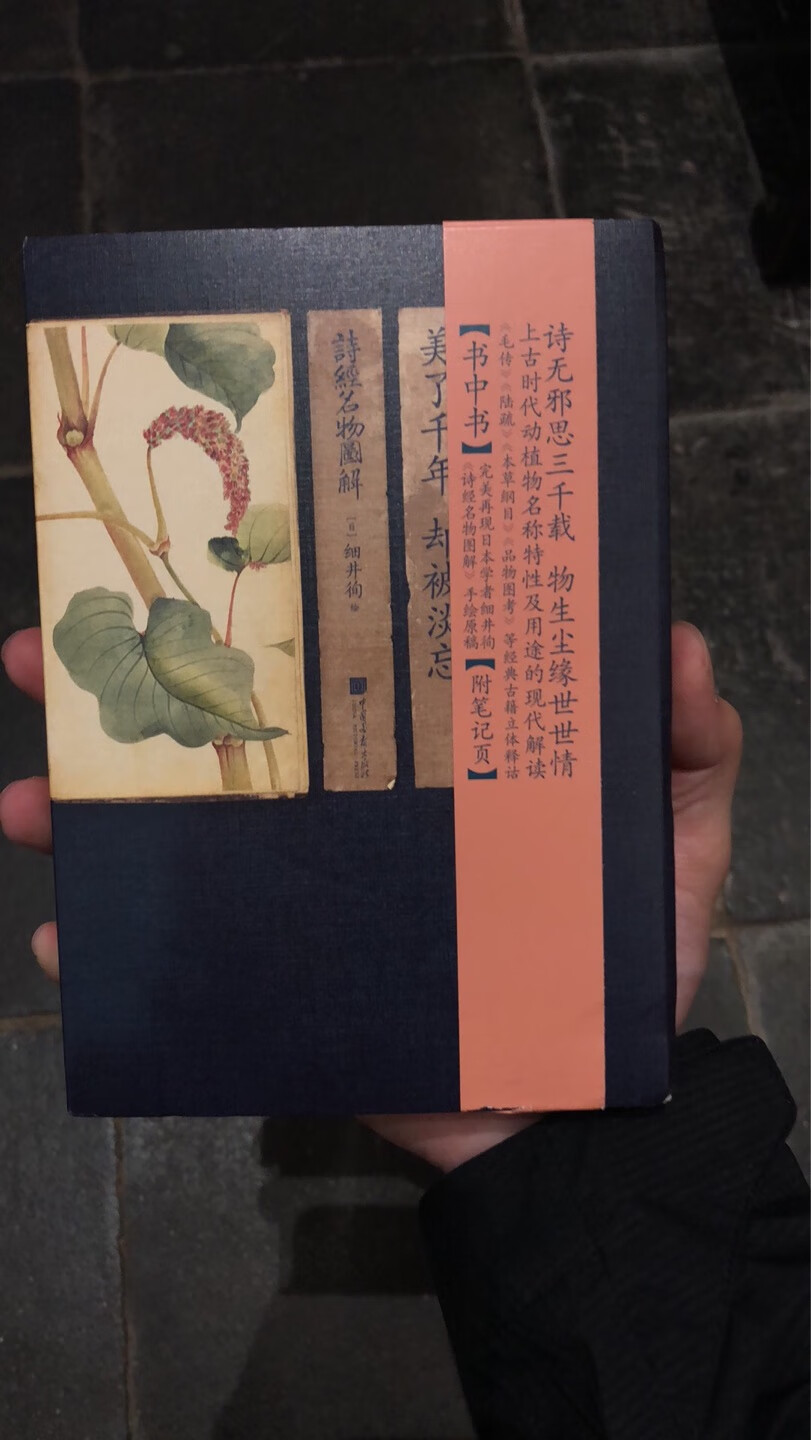 诗无邪思三千载 物生尘缘世世情
上古时代动植物名称特性及用途的现代解读
《毛传》《陆疏》《本草纲目》《品物图考》等经典古籍立体释诂
【书中书】完美再现日本学者细井徇
《诗经名物图解》手绘原稿【附笔记页】
美了千年 却被淡忘
詩經名物圖解
[日]细井徇 绘